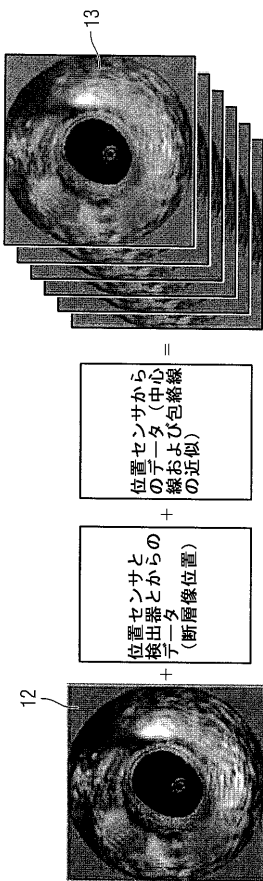 12
+
位置センサと
検出器とからの
データ
(断層像位置)
+
位置センサから
のデータ（中心
線および包絡線
の近似)
=
13